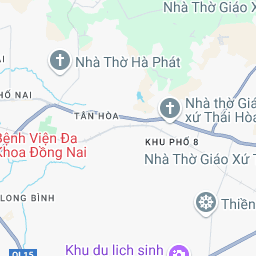 Nhà Thờ Giáo X
Nhà Thờ Hà Phát
HỐ NAI
Nhà thờ Giá
xứ Thái Hòa
TÂN HÒA
Bệnh Viện Đa
Khoa Đồng Nai
KHU PHỐ 8
Nhà Thờ Giáo Xứ T
LONG BÌNH
Thiền
QL15
Khu du lịch sinh